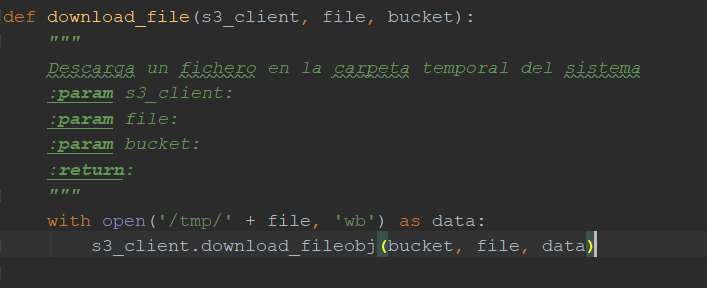 def download_file(s3_client, file, bucket):
"""
Descarga un fichero en la carpeta temporal del sistema
:param s3_client:
:param file:
:param bucket:
:return:
"""
with open('/tmp/' + file, 'wb') as data:
s3_client.download_fileobj(bucket, file, data)